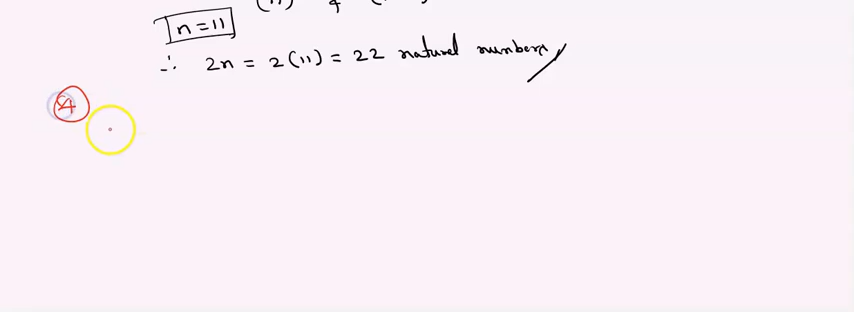 n = 11
∴ 2n = 2(11) = 22 natural numbers
4